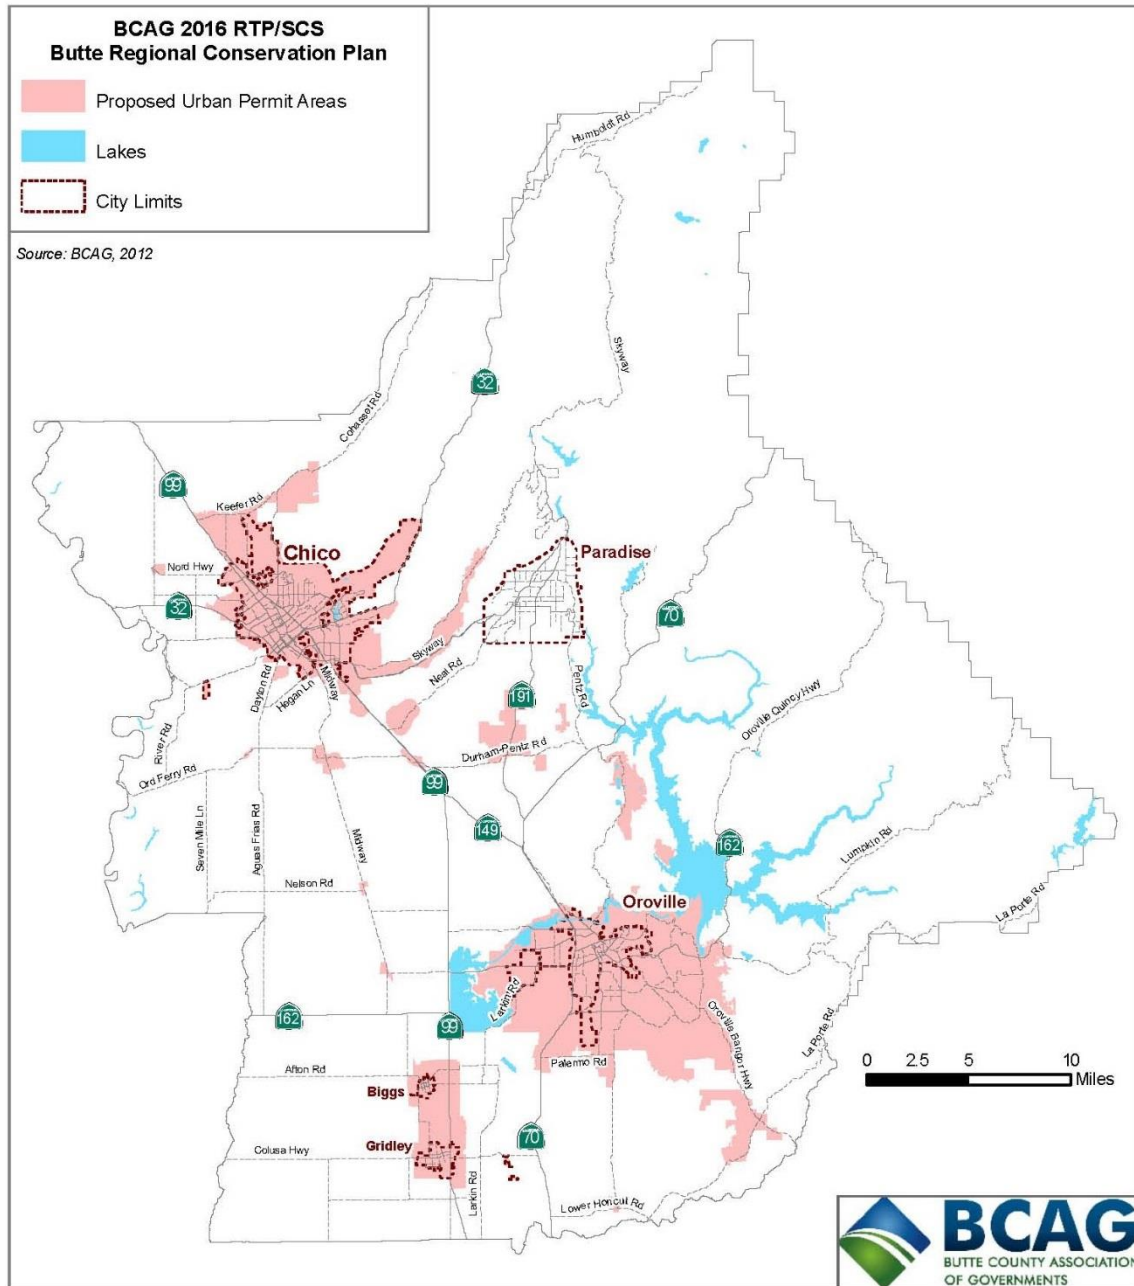 BCAG 2016 RTP/SCS
Butte Regional Conservation Plan
Proposed Urban Permit Areas
Lakes
City Limits
Source: BCAG, 2012
Humboldt Rd
Skyway
32
Cohasset Rd
99
Keefer Rd
Chico
Paradise
Nord Hwy
32
70
Skyway
Neal Rd
Pentz Rd
Midway
Dayton Rd
Hegan Ln
191
Oroville Quincy Hwy
River Rd
Durham-Pentz Rd
Ord Ferry Rd
99
149
162
Seven Mile Ln
Aguas Frias Rd
Midway
Lumpkin Rd
Nelson Rd
La Porte Rd
Oroville
Larkin Rd
162
99
Oroville Bangor Hwy
La Porte Rd
Afton Rd
Palermo Rd
0 2.5 5 10
Miles
Biggs
Gridley
70
Colusa Hwy
Larkin Rd
Lower Honcut Rd
BCAG
BUTTE COUNTY ASSOCIATION
OF GOVERNMENTS